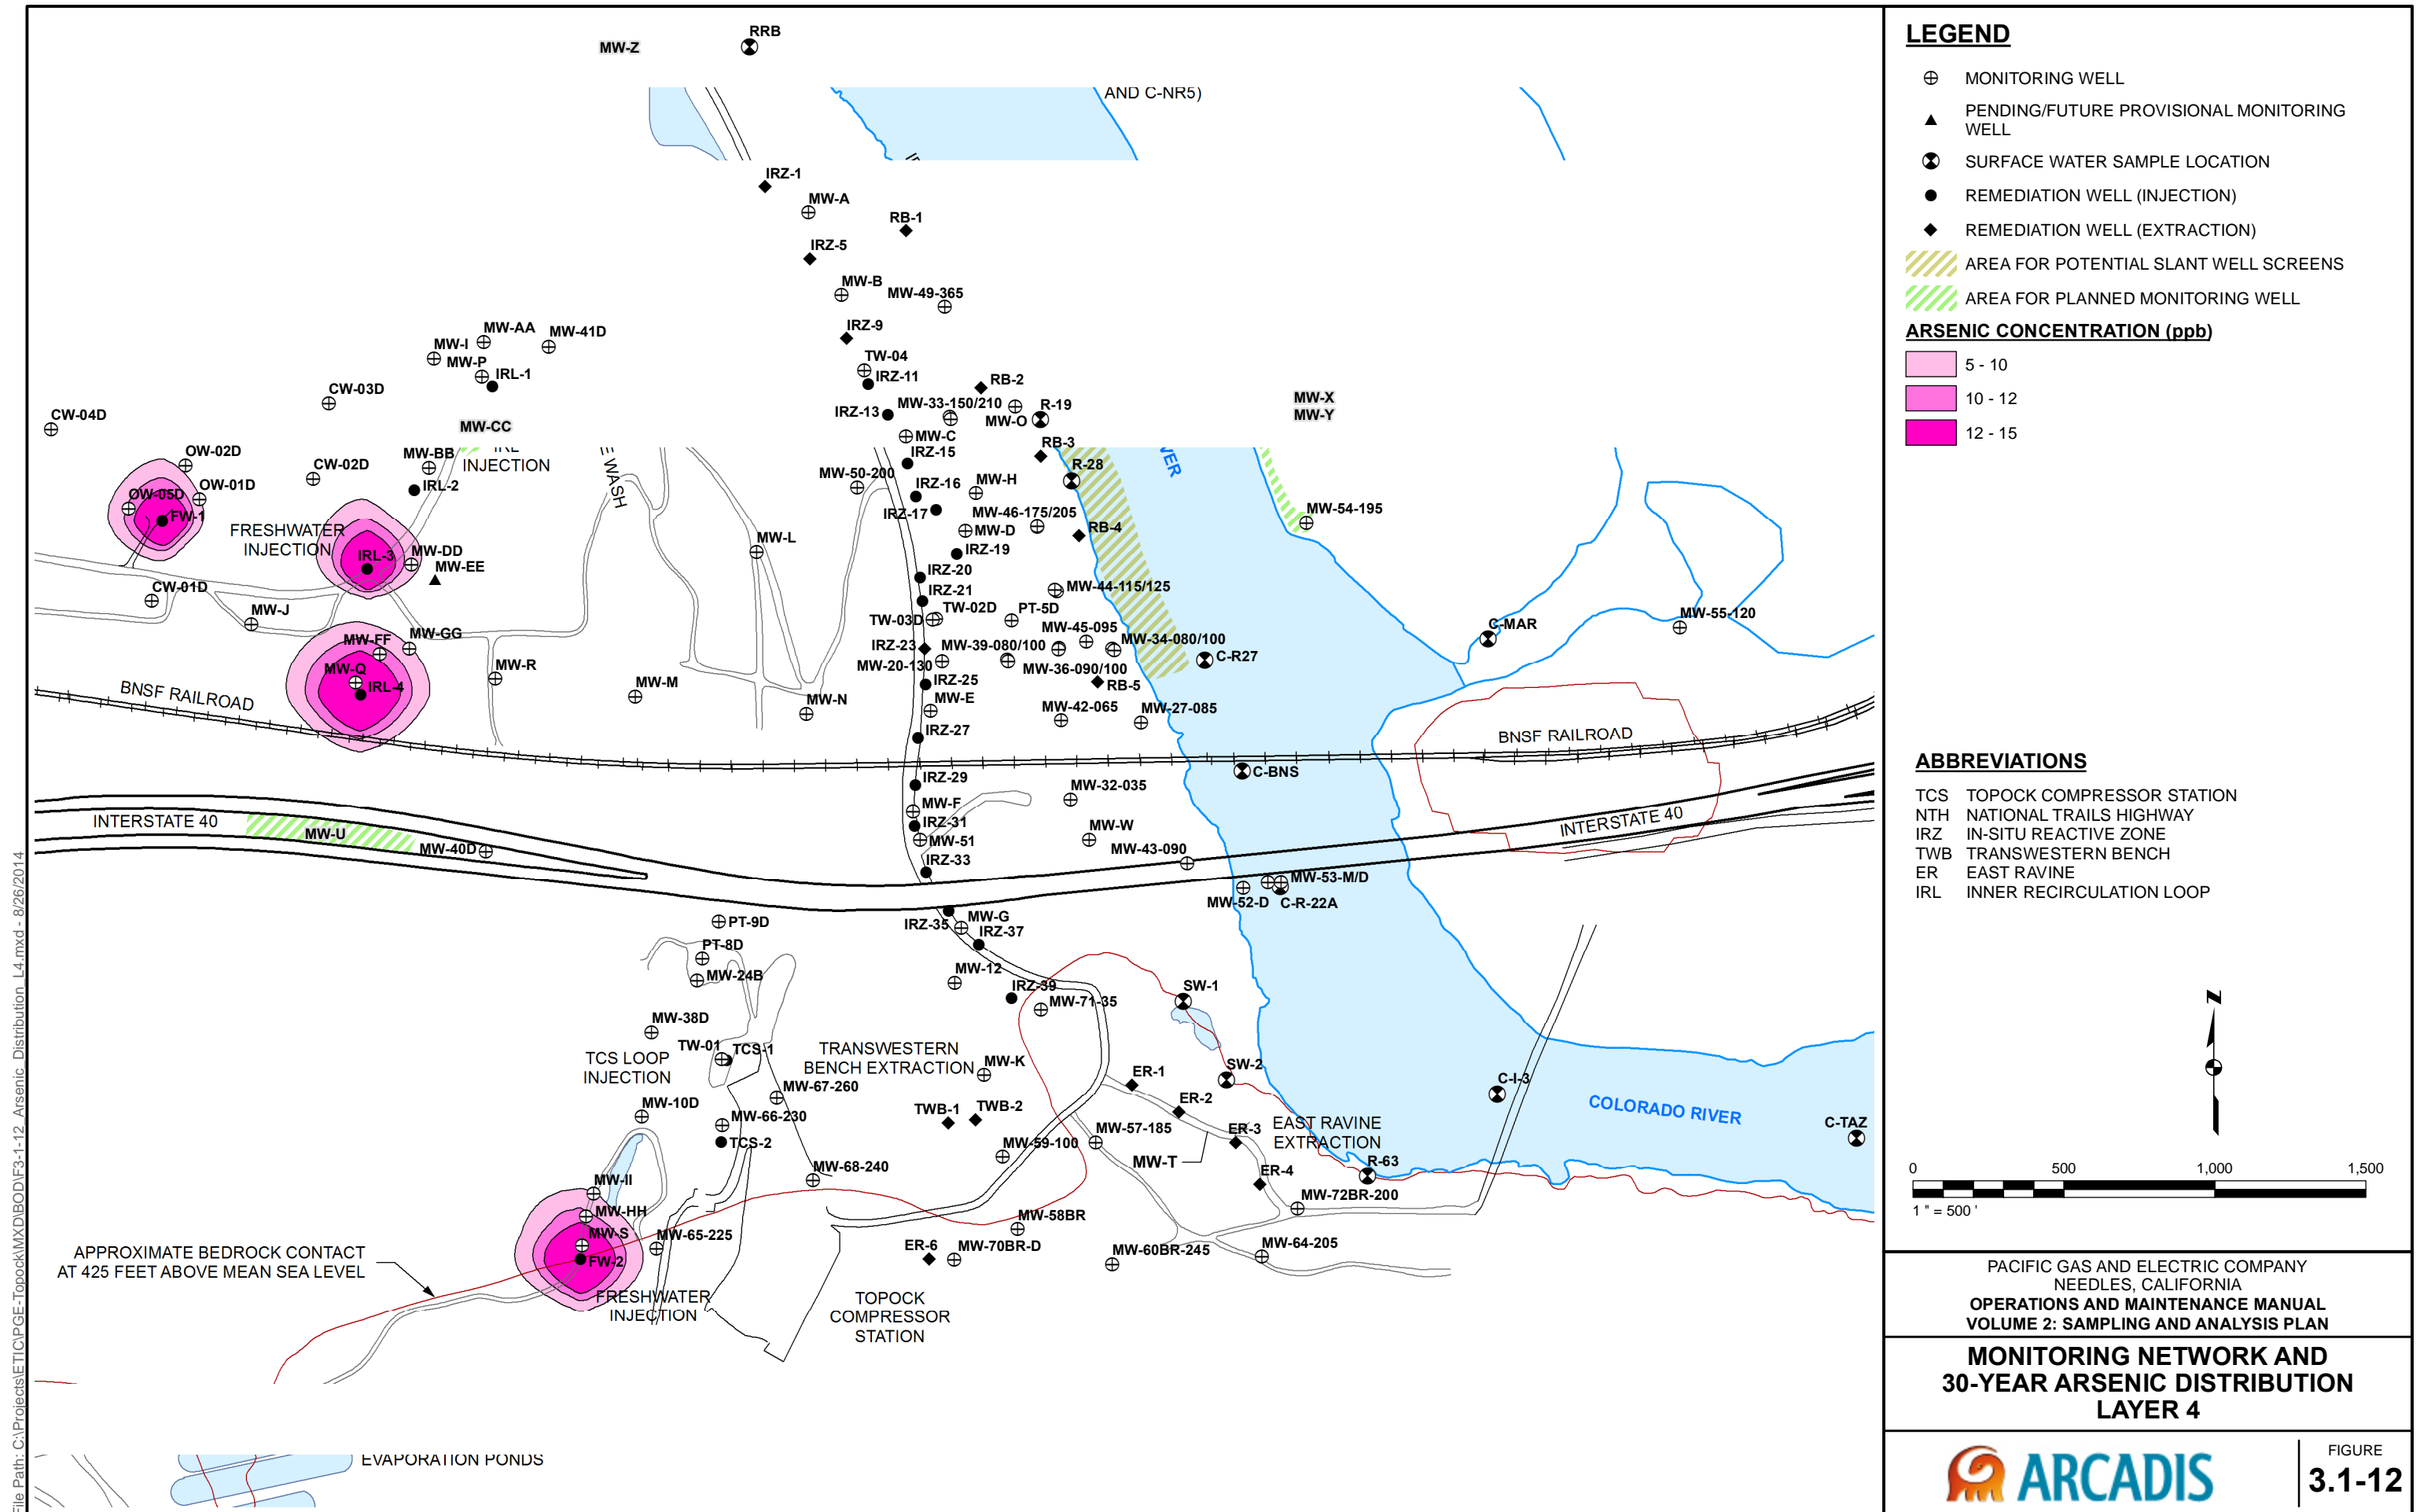 RRB
MW-Z
AND C-NR5)
IRZ-1
MW-A
RB-1
IRZ-5
MW-B
MW-49-365
IRZ-9
MW-AA
MW-41D
MW-I
MW-P
IRL-1
TW-04
IRZ-11
RB-2
CW-03D
MW-33-150/210
IRZ-13
R-19
MW-O
MW-X
MW-Y
CW-04D
MW-CC
MW-C
RB-3
OW-02D
CW-02D
MW-BB
INJECTION
E WASH
IRZ-15
VER
R-28
MW-50-200
OW-01D
OW-05D
IRL-2
IRZ-16
MW-H
FW-1
IRZ-17
MW-46-175/205
MW-54-195
FRESHWATER
INJECTION
MW-D
RB-4
MW-L
IRL-3
MW-DD
IRZ-19
MW-EE
IRZ-20
CW-01D
IRZ-21
MW-44-115/125
MW-J
TW-02D
PT-5D
TW-03D
MW-45-095
C-MAR
MW-55-120
MW-FF
MW-GG
IRZ-23
MW-39-080/100
MW-34-080/100
MW-Q
MW-R
MW-20-130
MW-36-090/100
C-R27
IRL-4
MW-M
IRZ-25
RB-5
BNSF RAILROAD
MW-N
MW-E
MW-42-065
MW-27-085
IRZ-27
BNSF RAILROAD
IRZ-29
C-BNS
MW-32-035
MW-F
INTERSTATE 40
MW-U
IRZ-31
MW-W
INTERSTATE 40
MW-40D
MW-51
MW-43-090
IRZ-33
MW-53-M/D
MW-52-D
C-R-22A
PT-9D
IRZ-35
MW-G
IRZ-37
PT-8D
MW-24B
MW-12
IRZ-39
SW-1
MW-71-35
MW-38D
TW-01
TCS-1
TCS LOOP
INJECTION
TRANSWESTERN
BENCH EXTRACTION
MW-K
SW-2
MW-67-260
ER-1
C-I-3
MW-10D
TWB-1
TWB-2
ER-2
COLORADO RIVER
MW-66-230
EAST RAVINE
EXTRACTION
C-TAZ
TCS-2
MW-59-100
MW-57-185
ER-3
MW-T
MW-68-240
ER-4
R-63
MW-II
MW-72BR-200
MW-HH
MW-58BR
MW-S
MW-65-225
ER-6
MW-70BR-D
MW-60BR-245
MW-64-205
FW-2
APPROXIMATE BEDROCK CONTACT
AT 425 FEET ABOVE MEAN SEA LEVEL
FRESHWATER
INJECTION
TOPOCK
COMPRESSOR
STATION
EVAPORATION PONDS
File Path: C:\Projects\ETIC\PGE-Topock\MXD\BOD\F3-1-12_Arsenic_Distribution_L4.mxd - 8/26/2014
LEGEND
MONITORING WELL
PENDING/FUTURE PROVISIONAL MONITORING
WELL
SURFACE WATER SAMPLE LOCATION
REMEDIATION WELL (INJECTION)
REMEDIATION WELL (EXTRACTION)
AREA FOR POTENTIAL SLANT WELL SCREENS
AREA FOR PLANNED MONITORING WELL
ARSENIC CONCENTRATION (ppb)
5 - 10
10 - 12
12 - 15
ABBREVIATIONS
TCS TOPOCK COMPRESSOR STATION
NTH NATIONAL TRAILS HIGHWAY
IRZ IN-SITU REACTIVE ZONE
TWB TRANSWESTERN BENCH
ER EAST RAVINE
IRL INNER RECIRCULATION LOOP
Z
0 500 1,000 1,500
1 " = 500 '
PACIFIC GAS AND ELECTRIC COMPANY
NEEDLES, CALIFORNIA
OPERATIONS AND MAINTENANCE MANUAL
VOLUME 2: SAMPLING AND ANALYSIS PLAN
MONITORING NETWORK AND
30-YEAR ARSENIC DISTRIBUTION
LAYER 4
ARCADIS
FIGURE
3.1-12